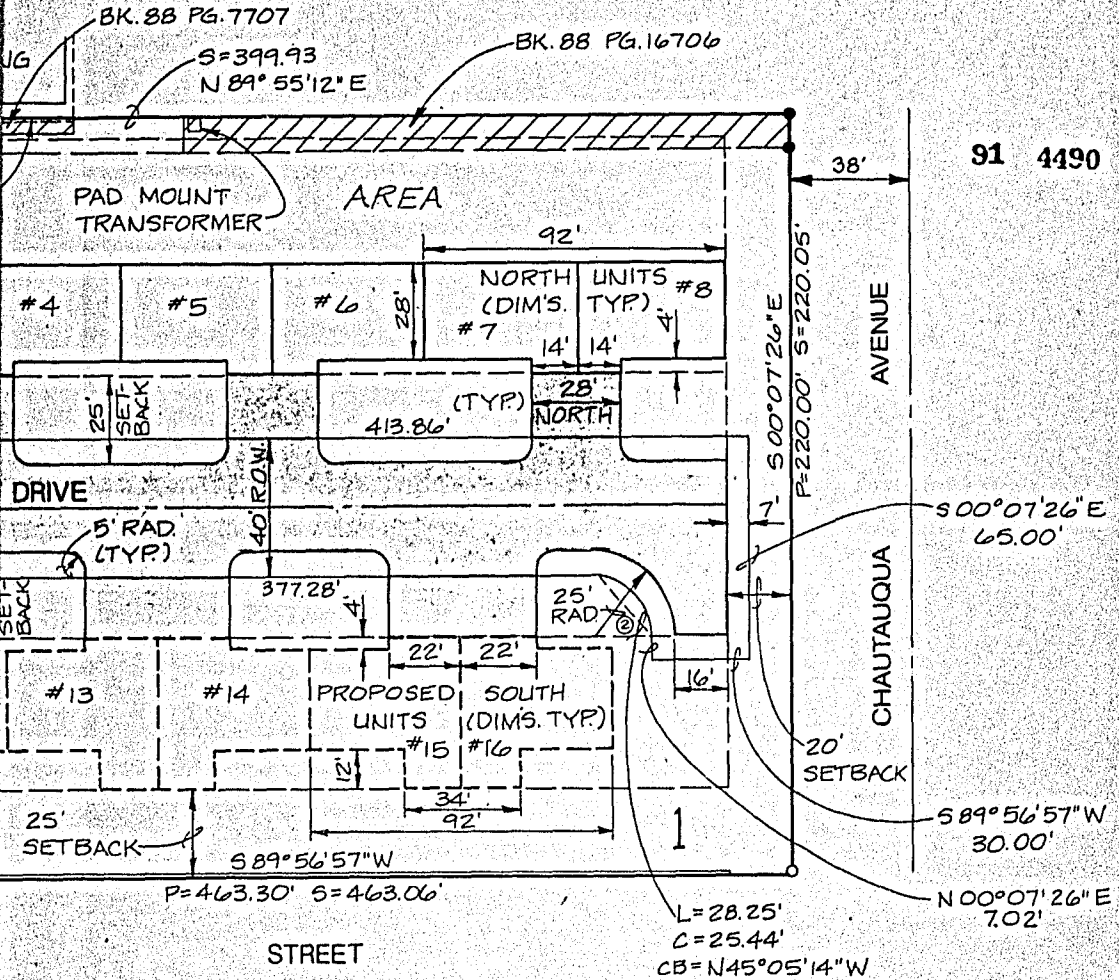 BK. 88 PG. 7707
NG
S=399.93
N 89° 55' 12" E
BK. 88 PG. 16706
91 4490
38'
PAD MOUNT
TRANSFORMER
AREA
92'
#4
#5
#6
28'
NORTH UNITS
(DIM'S. TYP.)
#7
#8
4'
14' 14'
28'
NORTH
(TYP.)
413.86'
25'
SET-
BACK
S 00°07'26" E
P=220.00' S=220.05'
AVENUE
CHAUTAUQUA
DRIVE
40' R.O.W.
7'
S 00°07'26" E
65.00'
5' RAD.
(TYP.)
SET-
BACK
377.28'
4'
25'
RAD.
2
22' 22'
16'
#13
#14
PROPOSED SOUTH
UNITS (DIM'S. TYP.)
#15 #16
12'
34'
92'
20'
SETBACK
25'
SETBACK
1
S 89°56'57" W
30.00'
S 89°56'57" W
P=463.30' S=463.06'
N 00°07'26" E
7.02'
L=28.25'
C=25.44'
CB=N45°05'14"W
STREET